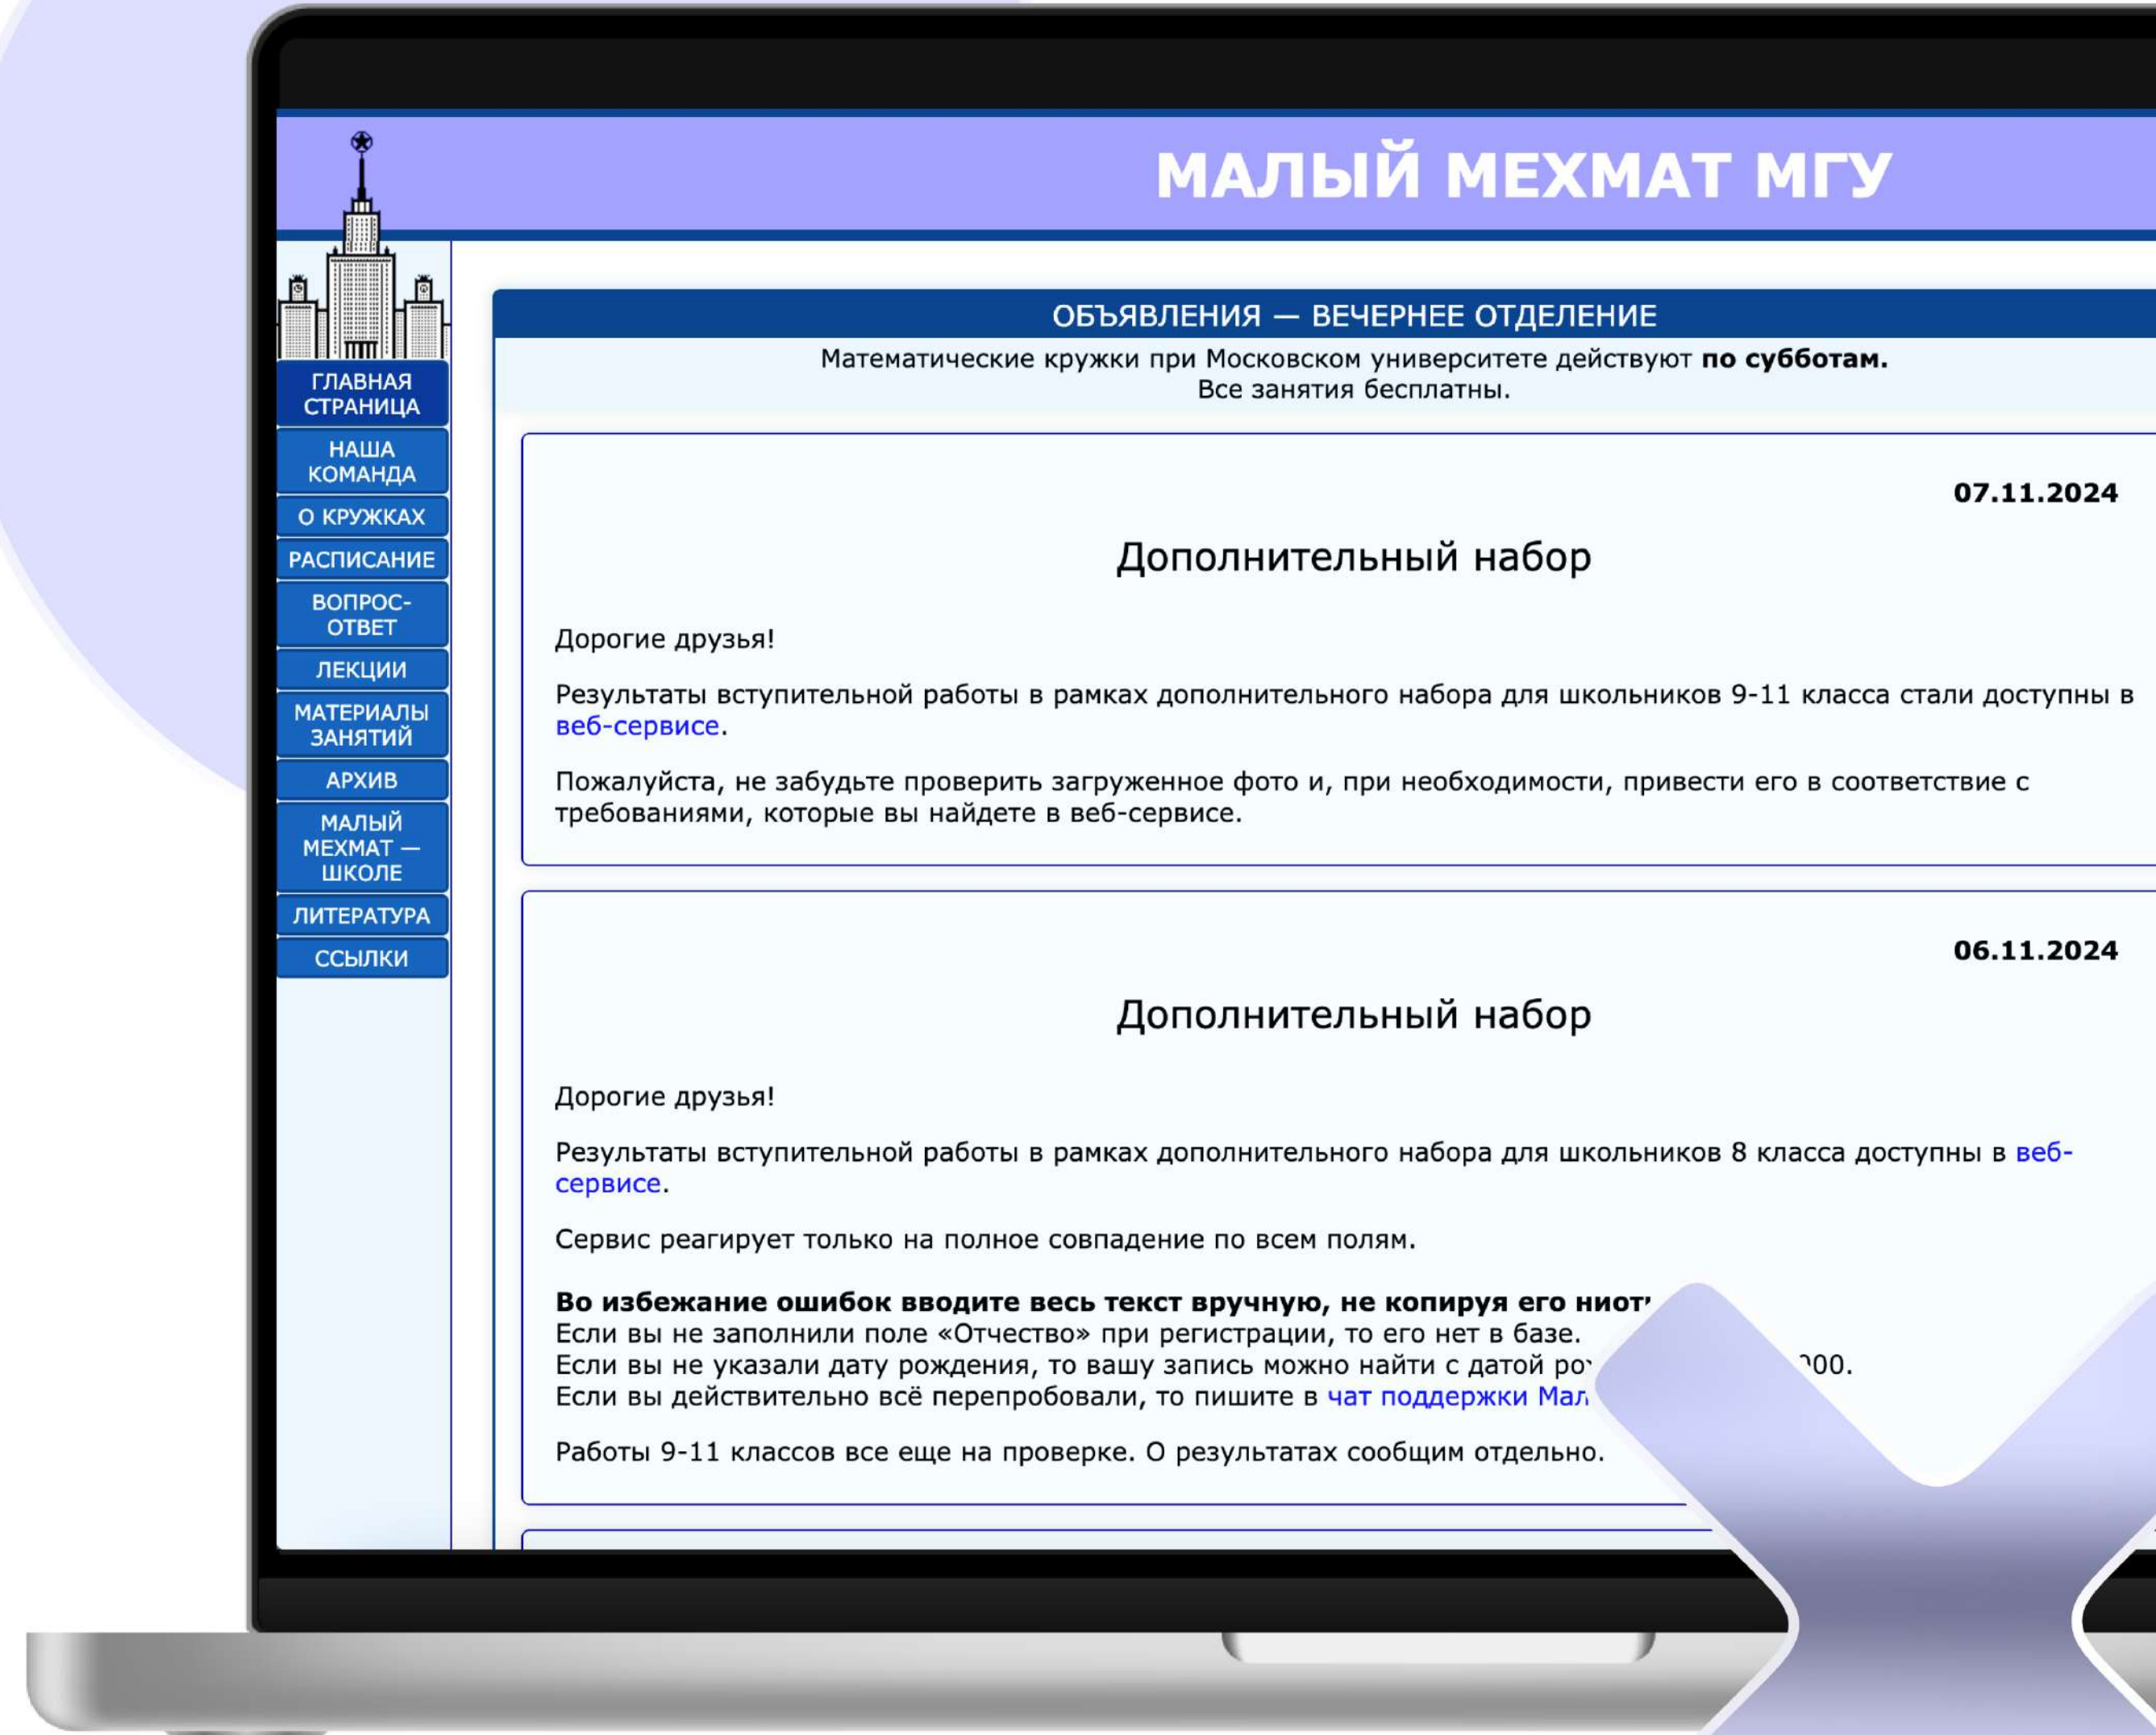 МАЛЫЙ МЕХМАТ МГУ
ГЛАВНАЯ
СТРАНИЦА
НАША
КОМАНДА
О КРУЖКАХ
РАСПИСАНИЕ
ВОПРОС-
ОТВЕТ
ЛЕКЦИИ
МАТЕРИАЛЫ
ЗАНЯТИЙ
АРХИВ
МАЛЫЙ
МЕХМАТ —
ШКОЛЕ
ЛИТЕРАТУРА
ССЫЛКИ
ОБЪЯВЛЕНИЯ — ВЕЧЕРНЕЕ ОТДЕЛЕНИЕ
Математические кружки при Московском университете действуют по субботам.
Все занятия бесплатны.
07.11.2024
Дополнительный набор
Дорогие друзья!
Результаты вступительной работы в рамках дополнительного набора для школьников 9-11 класса стали доступны в
веб-сервисе.
Пожалуйста, не забудьте проверить загруженное фото и, при необходимости, привести его в соответствие с
требованиями, которые вы найдете в веб-сервисе.
06.11.2024
Дополнительный набор
Дорогие друзья!
Результаты вступительной работы в рамках дополнительного набора для школьников 8 класса доступны в веб-
сервисе.
Сервис реагирует только на полное совпадение по всем полям.
Во избежание ошибок вводите весь текст вручную, не копируя его
Если вы не заполнили поле «Отчество» при регистрации, то его нет в базе.
Если вы не указали дату рождения, то вашу запись можно найти с датой
Если вы действительно всё перепробовали, то пишите в чат поддержки
Работы 9-11 классов все еще на проверке. О результатах сообщим отдельно.